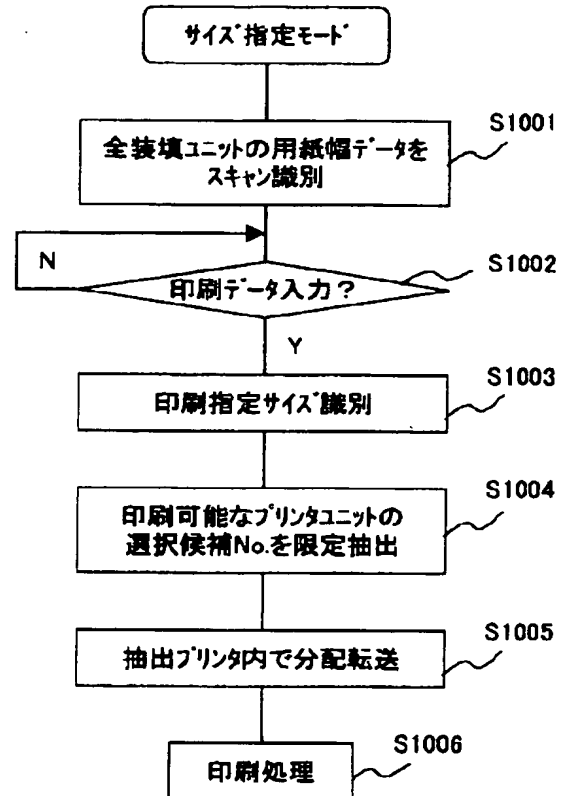 サイズ指定モード
S1001
全装填ユニットの用紙幅データを
スキャン識別
N
S1002
印刷データ入力？
Y
S1003
印刷指定サイズ識別
S1004
印刷可能なプリンタユニットの
選択候補No.を限定抽出
S1005
抽出プリンタ内で分配転送
S1006
印刷処理